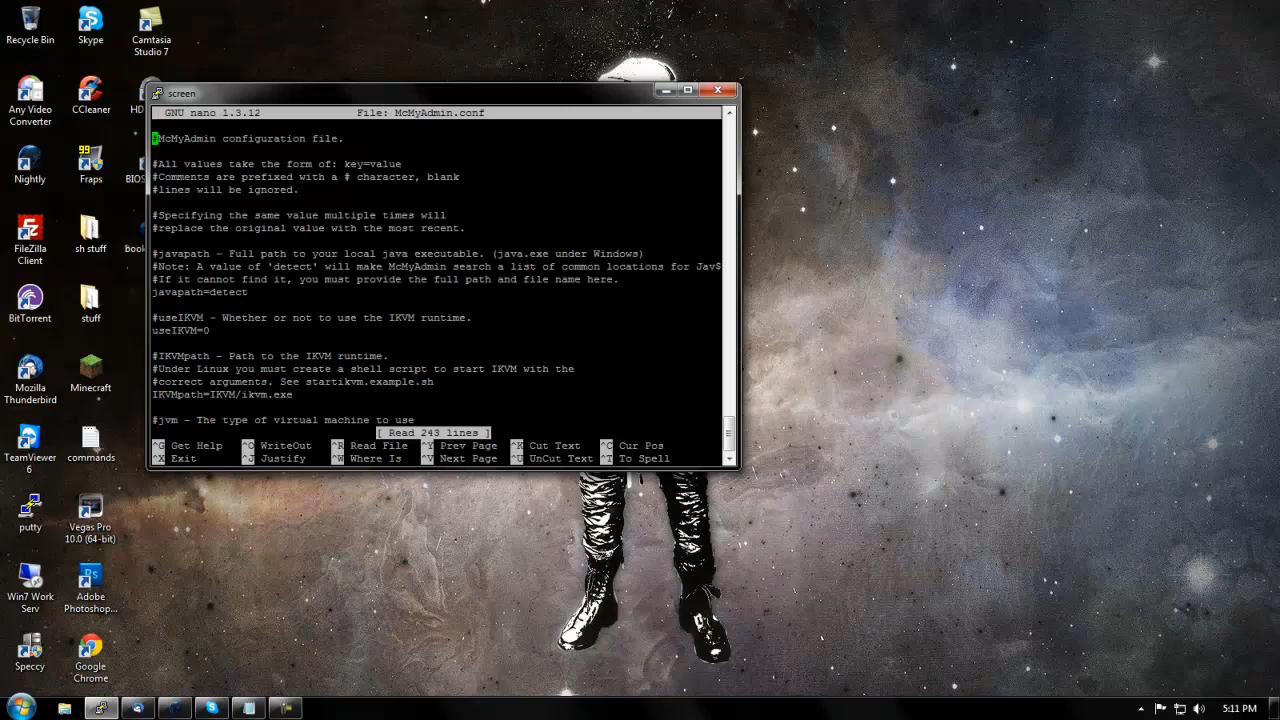 Recycle Bin
Skype
Camtasia
Studio 7
Any Video
Converter
CCleaner
HD
Nightly
99
Fraps
BIOS
FileZilla
Client
sh stuff
book
BitTorrent
stuff
Mozilla
Thunderbird
Minecraft
TeamViewer
6
commands
putty
Vegas Pro
10.0 (64-bit)
Win7 Work
Serv
Ps
Adobe
Photoshop...
Speccy
Google
Chrome
screen
GNU nano 1.3.12 File: McMyAdmin.conf
#McMyAdmin configuration file.
#All values take the form of: key=value
#Comments are prefixed with a # character, blank
#lines will be ignored.
#Specifying the same value multiple times will
#replace the original value with the most recent.
#javapath - Full path to your local java executable. (java.exe under Windows)
#Note: A value of 'detect' will make McMyAdmin search a list of common locations for Jav$
#If it cannot find it, you must provide the full path and file name here.
javapath=detect
#useIKVM - Whether or not to use the IKVM runtime.
useIKVM=0
#IKVMpath - Path to the IKVM runtime.
#Under Linux you must create a shell script to start IKVM with the
#correct arguments. See startikvm.example.sh
IKVMpath=IKVM/ikvm.exe
#jvm - The type of virtual machine to use
[ Read 243 lines ]
^G Get Help ^O WriteOut ^R Read File ^Y Prev Page ^K Cut Text ^C Cur Pos
^X Exit ^J Justify ^W Where Is ^V Next Page ^U UnCut Text ^T To Spell
5:11 PM